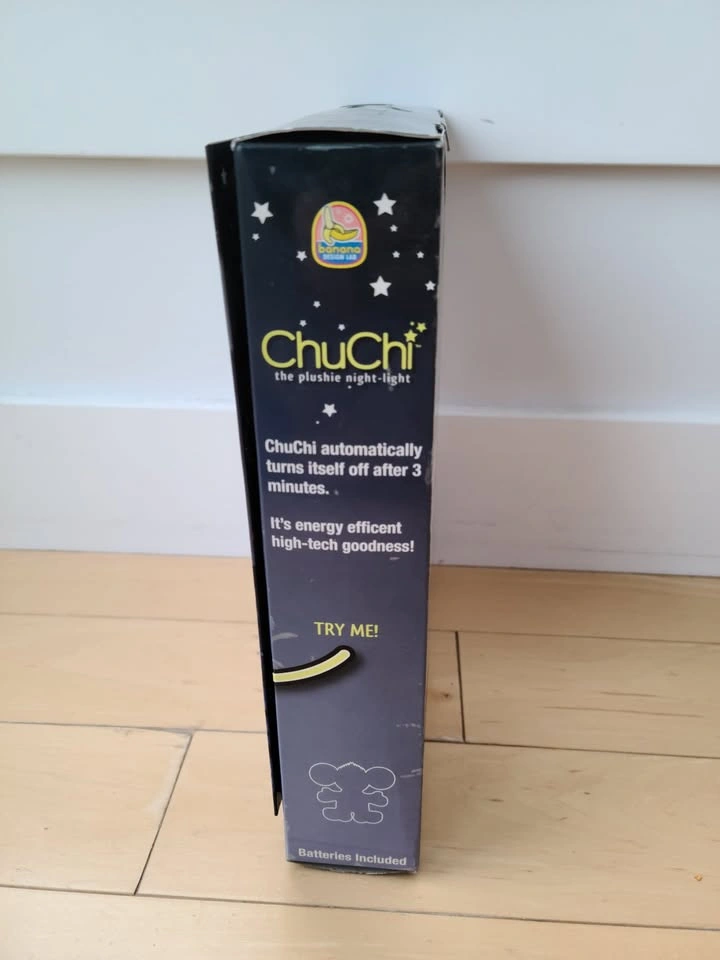 banana
DESIGN LAB
ChuChi™
the plushie night-light
ChuChi automatically
turns itself off after 3
minutes.
It's energy efficent
high-tech goodness!
TRY ME!
Batteries Included